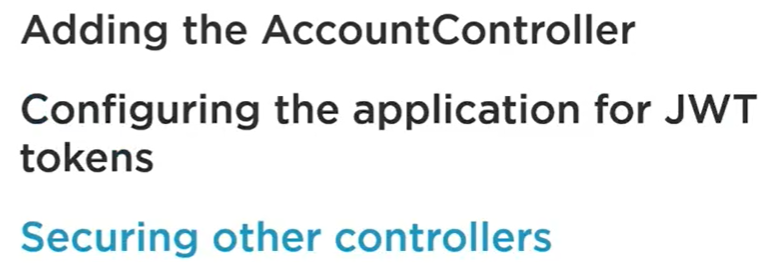 Adding the AccountController
Configuring the application for JWT
tokens
Securing other controllers